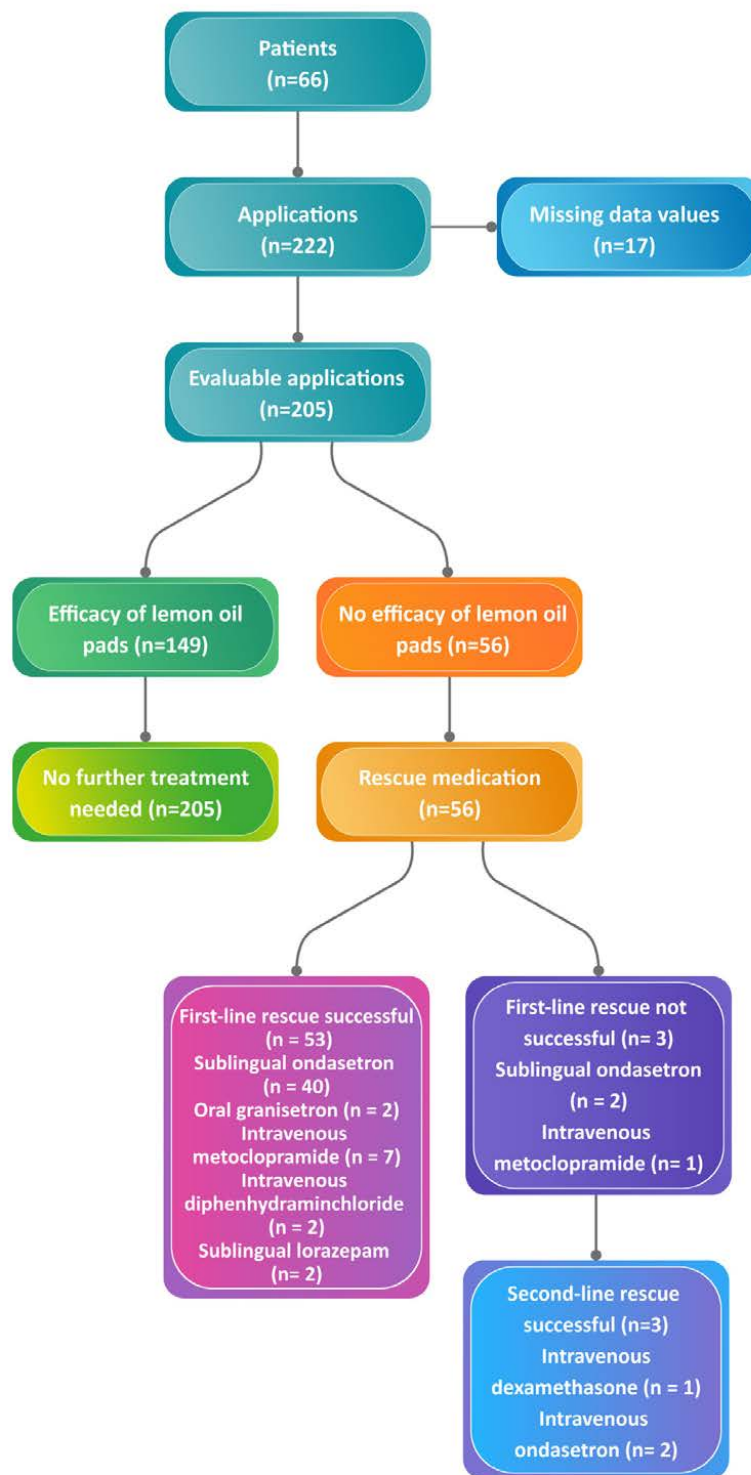 Patients
(n=66)
Applications
(n=222)
Missing data values
(n=17)
Evaluable applications
(n=205)
Efficacy of lemon oil
pads (n=149)
No efficacy of lemon oil
pads (n=56)
No further treatment
needed (n=205)
Rescue medication
(n=56)
First-line rescue successful
(n = 53)
Sublingual ondasetron
(n = 40)
Oral granisetron (n = 2)
Intravenous
metoclopramide (n = 7)
Intravenous
diphenhydraminchloride
(n = 2)
Sublingual lorazepam
(n= 2)
First-line rescue not
successful (n= 3)
Sublingual ondasetron
(n = 2)
Intravenous
metoclopramide (n= 1)
Second-line rescue
successful (n=3)
Intravenous
dexamethasone (n = 1)
Intravenous
ondasetron (n= 2)